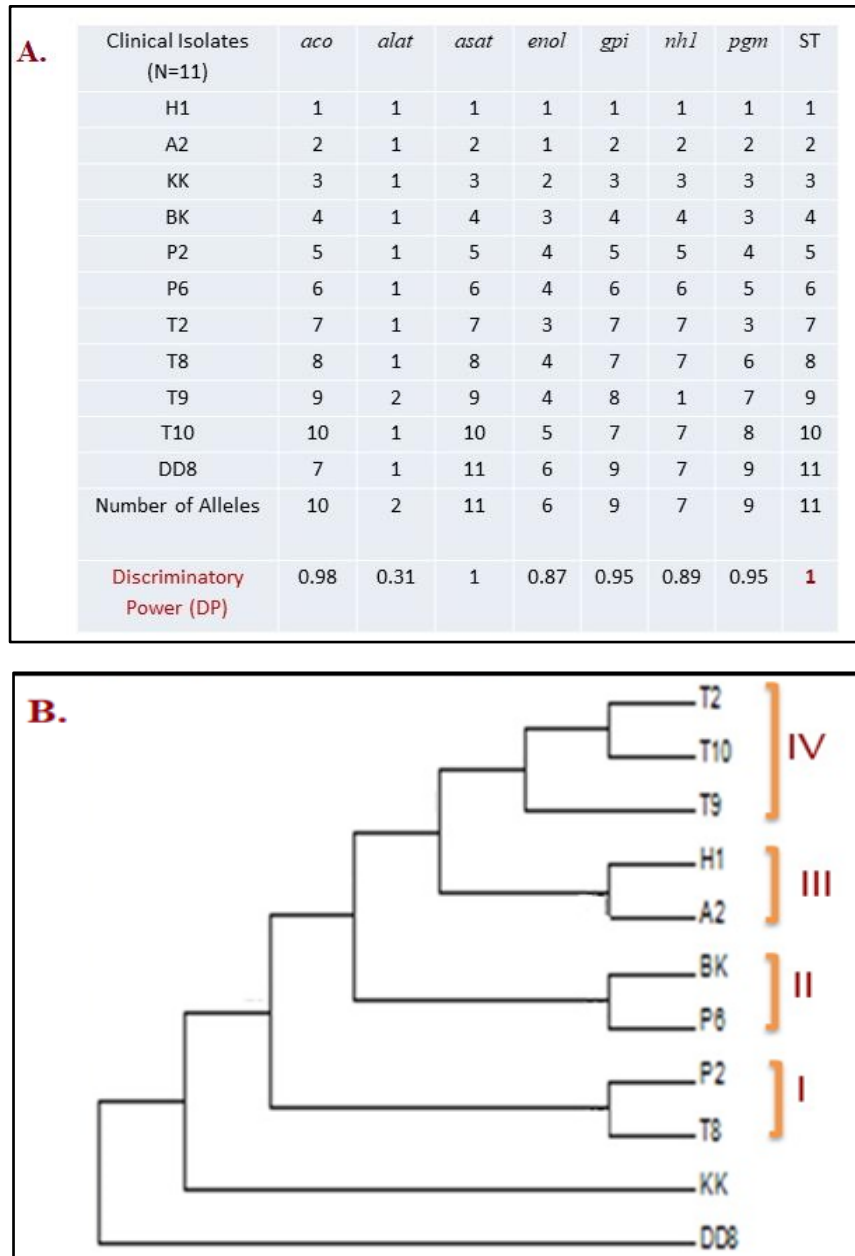 A.
Clinical Isolates (N=11) aco alat asat enol gpi nh1 pgm ST
H1 1 1 1 1 1 1 1 1
A2 2 1 2 1 2 2 2 2
KK 3 1 3 2 3 3 3 3
BK 4 1 4 3 4 4 3 4
P2 5 1 5 4 5 5 4 5
P6 6 1 6 4 6 6 5 6
T2 7 1 7 3 7 7 3 7
T8 8 1 8 4 7 7 6 8
T9 9 2 9 4 8 1 7 9
T10 10 1 10 5 7 7 8 10
DD8 7 1 11 6 9 7 9 11
Number of Alleles 10 2 11 6 9 7 9 11
Discriminatory Power (DP) 0.98 0.31 1 0.87 0.95 0.89 0.95 1
B.
T2
T10 IV
T9
H1
III
A2
BK
II
P6
P2
I
T8
KK
DD8